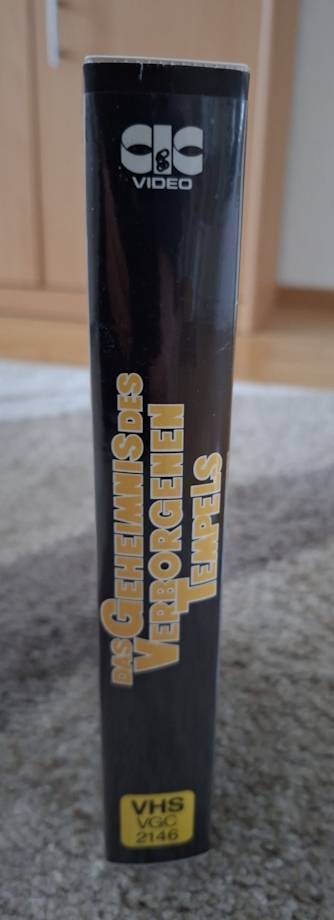 CIC
VIDEO
DAS GEHEIMNIS DES
VERBORGENEN
TEMPELS
VHS
VGC
2146